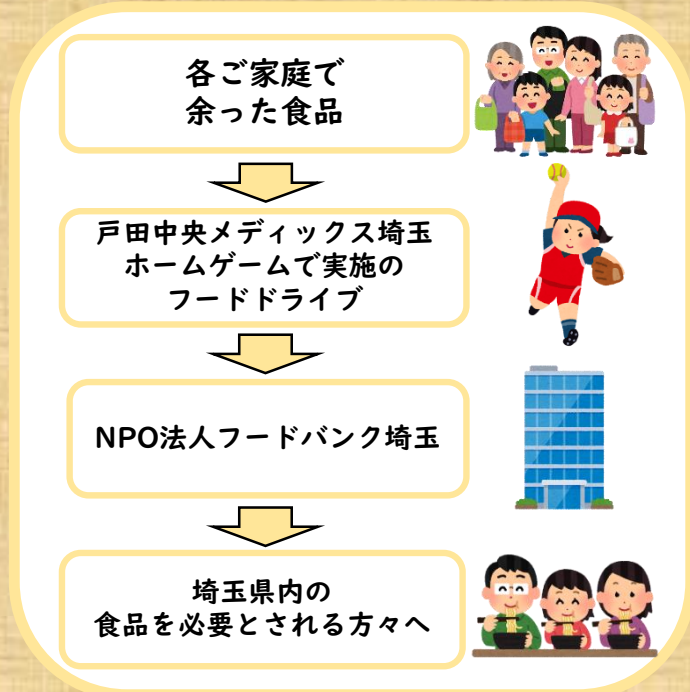 各ご家庭で
余った食品
戸田中央メディックス埼玉
ホームゲームで実施の
フードドライブ
NPO法人フードバンク埼玉
埼玉県内の
食品を必要とされる方々へ